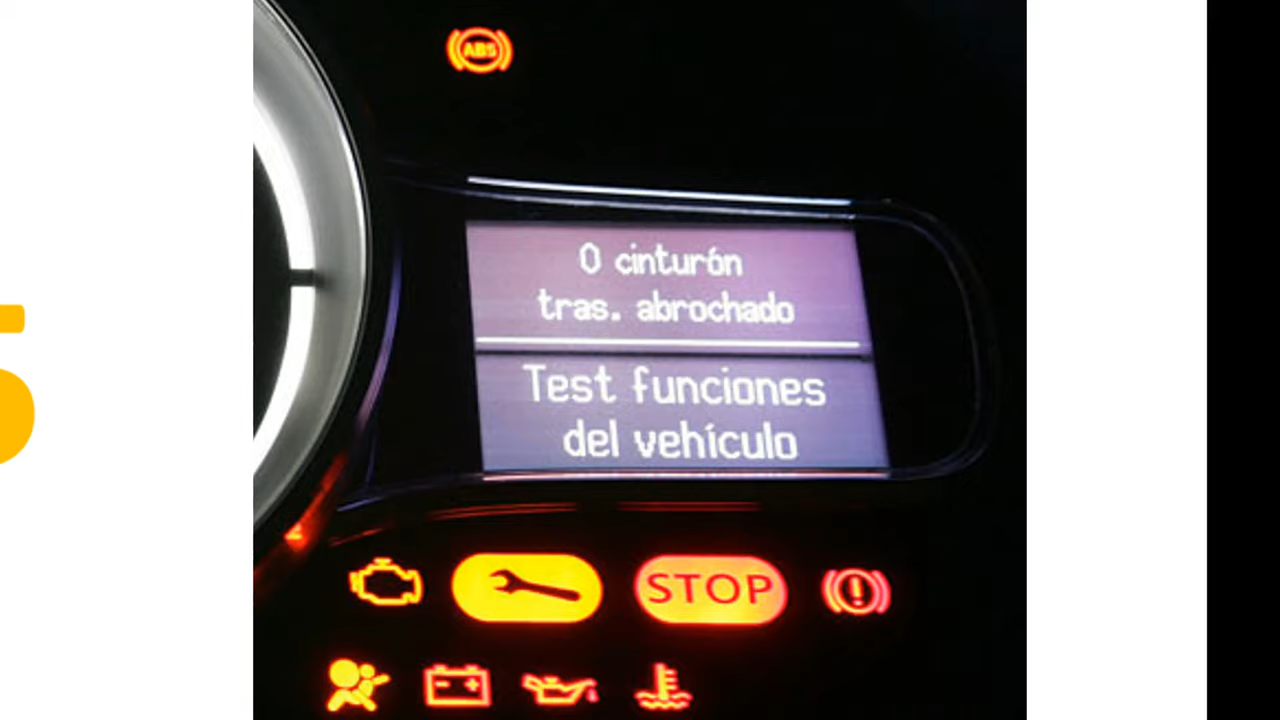 ABS
0 cinturón
tras. abrochado
Test funciones
del vehículo
STOP